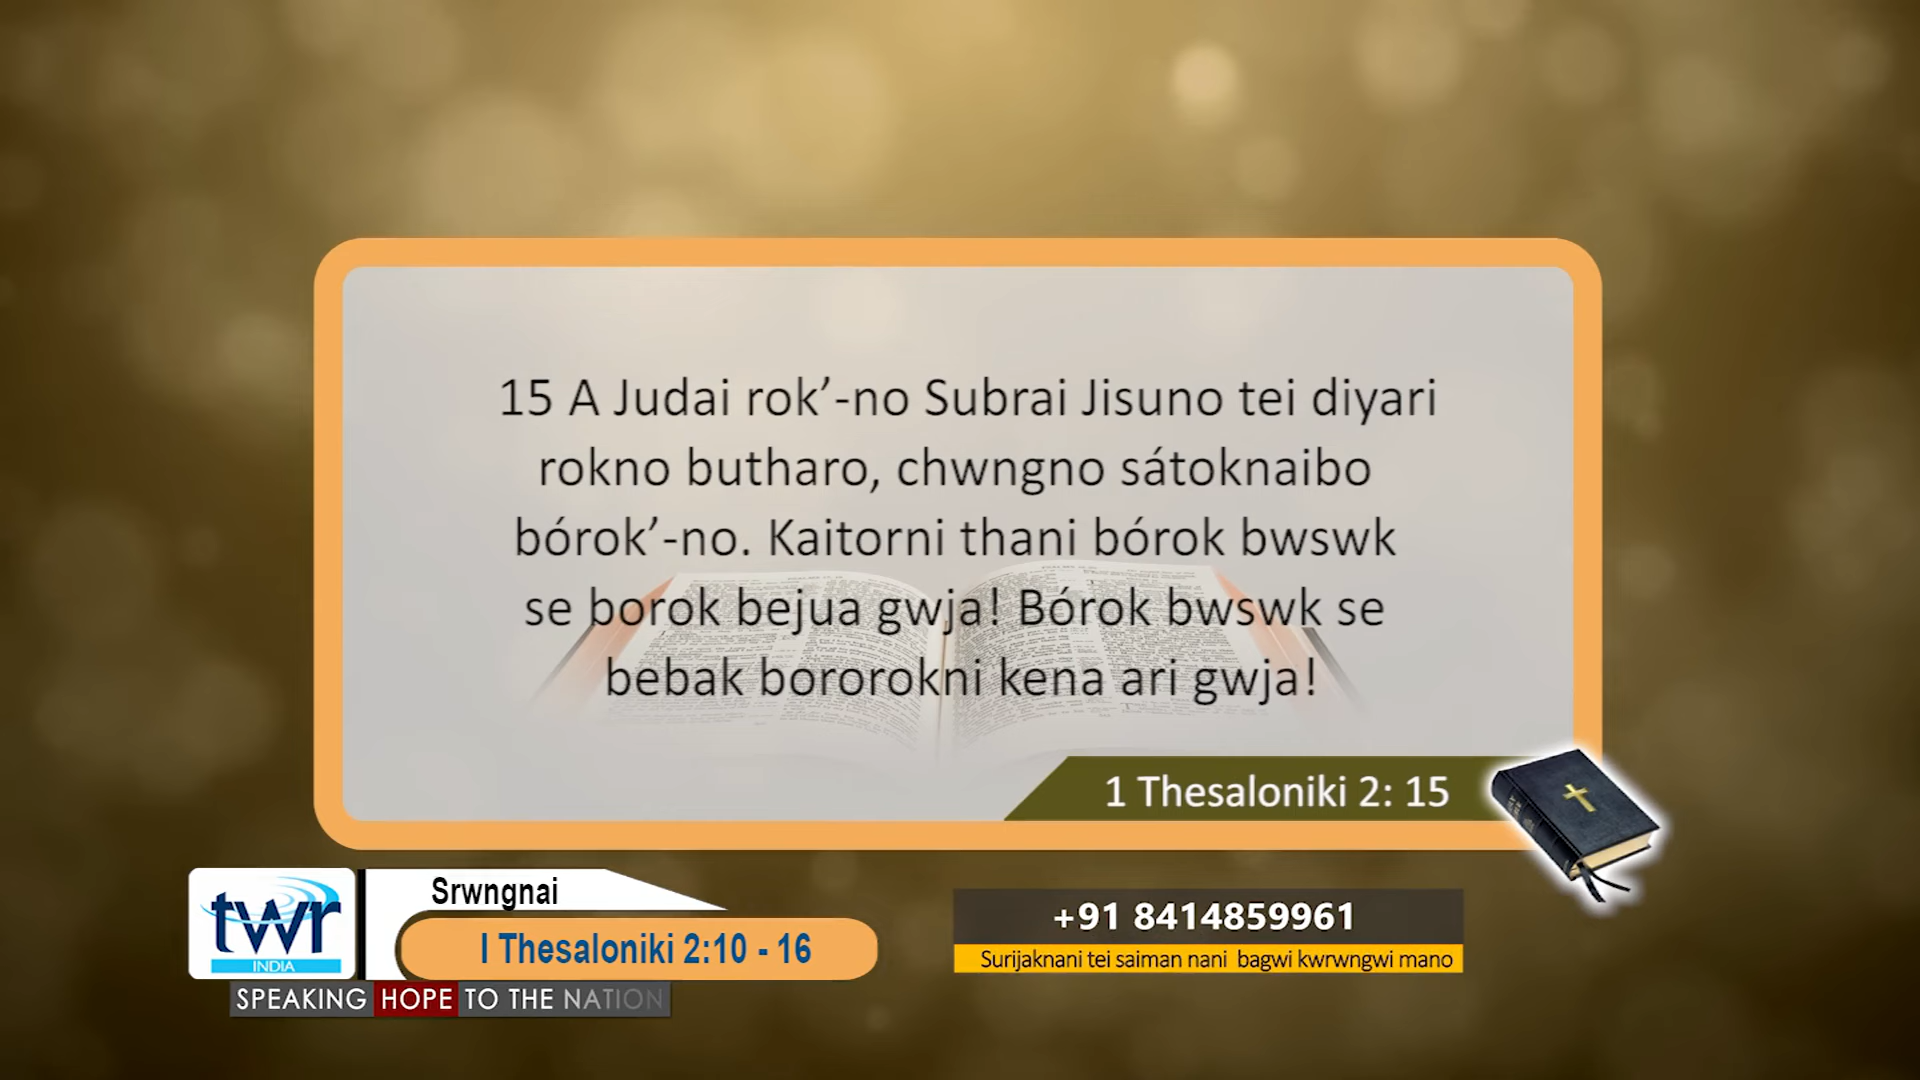 15 A Judai rok’-no Subrai Jisuno tei diyari
rokno butharo, chwngno sátoknaibo
bórok’-no. Kaitorni thani bórok bwswk
se borok bejua gwja! Bórok bwswk se
bebak bororokni kena ari gwja!
1 Thesaloniki 2: 15
twr
INDIA
Srwngnai
I Thesaloniki 2:10 - 16
SPEAKING HOPE TO THE NATION
+91 8414859961
Surijaknani tei saiman nani bagwi kwrwngwi mano